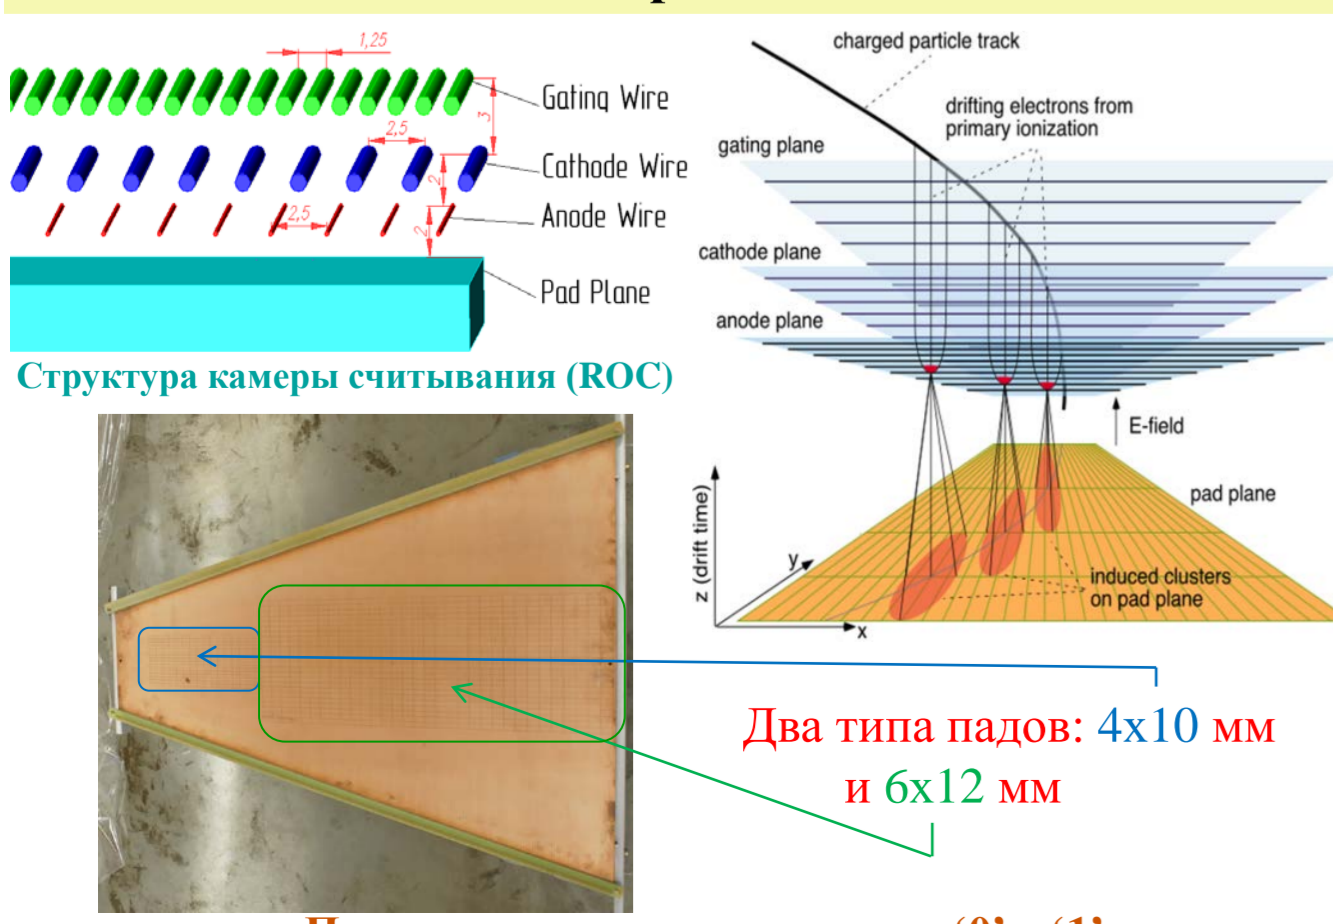 1,25
Gating Wire
3
2,5
Cathode Wire
2
Anode Wire
2,5
2
Pad Plane
Структура камеры считывания (ROC)
charged particle track
drifting electrons from
primary ionization
gating plane
cathode plane
anode plane
E-field
pad plane
z (drift time)
y
induced clusters
on pad plane
x
Два типа падов: 4x10 мм
и 6x12 мм
‘0’ ‘1’